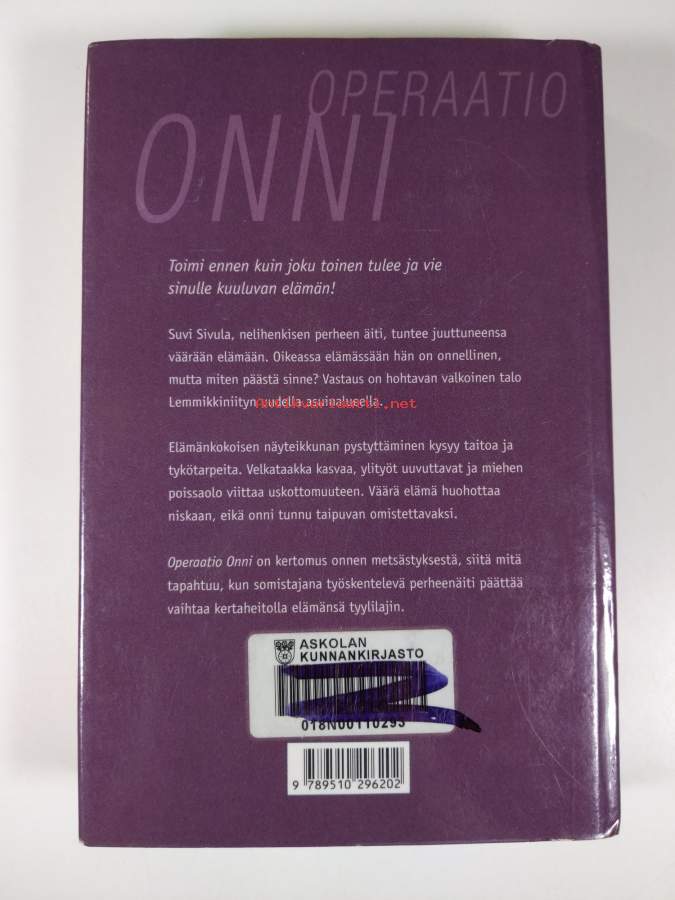 OPERAATIO
ONNI
Toimi ennen kuin joku toinen tulee ja vie
sinulle kuuluvan elämän!
Suvi Sivula, nelihenkisen perheen äiti, tuntee juuttuneensa
väärään elämään. Oikeassa elämässään hän on onnellinen,
mutta miten päästä sinne? Vastaus on hohtavan valkoinen talo
Lemmikkiniityn uudella asuinalueella.
Antikvariaatti.net
Elämänkokoisen näyteikkunan pystyttäminen kysyy taitoa ja
tykötarpeita. Velkataakka kasvaa, ylityöt uuvuttavat ja miehen
poissaolo viittaa uskottomuuteen. Väärä elämä huohottaa
niskaan, eikä onni tunnu taipuvan omistettavaksi.
Operaatio Onni on kertomus onnen metsästyksestä, siitä mitä
tapahtuu, kun somistajana työskentelevä perheenäiti päättää
vaihtaa kertaheitolla elämänsä tyylilajin.
ASKOLAN
KUNNANKIRJASTO
018N00110293
9 789510 296202